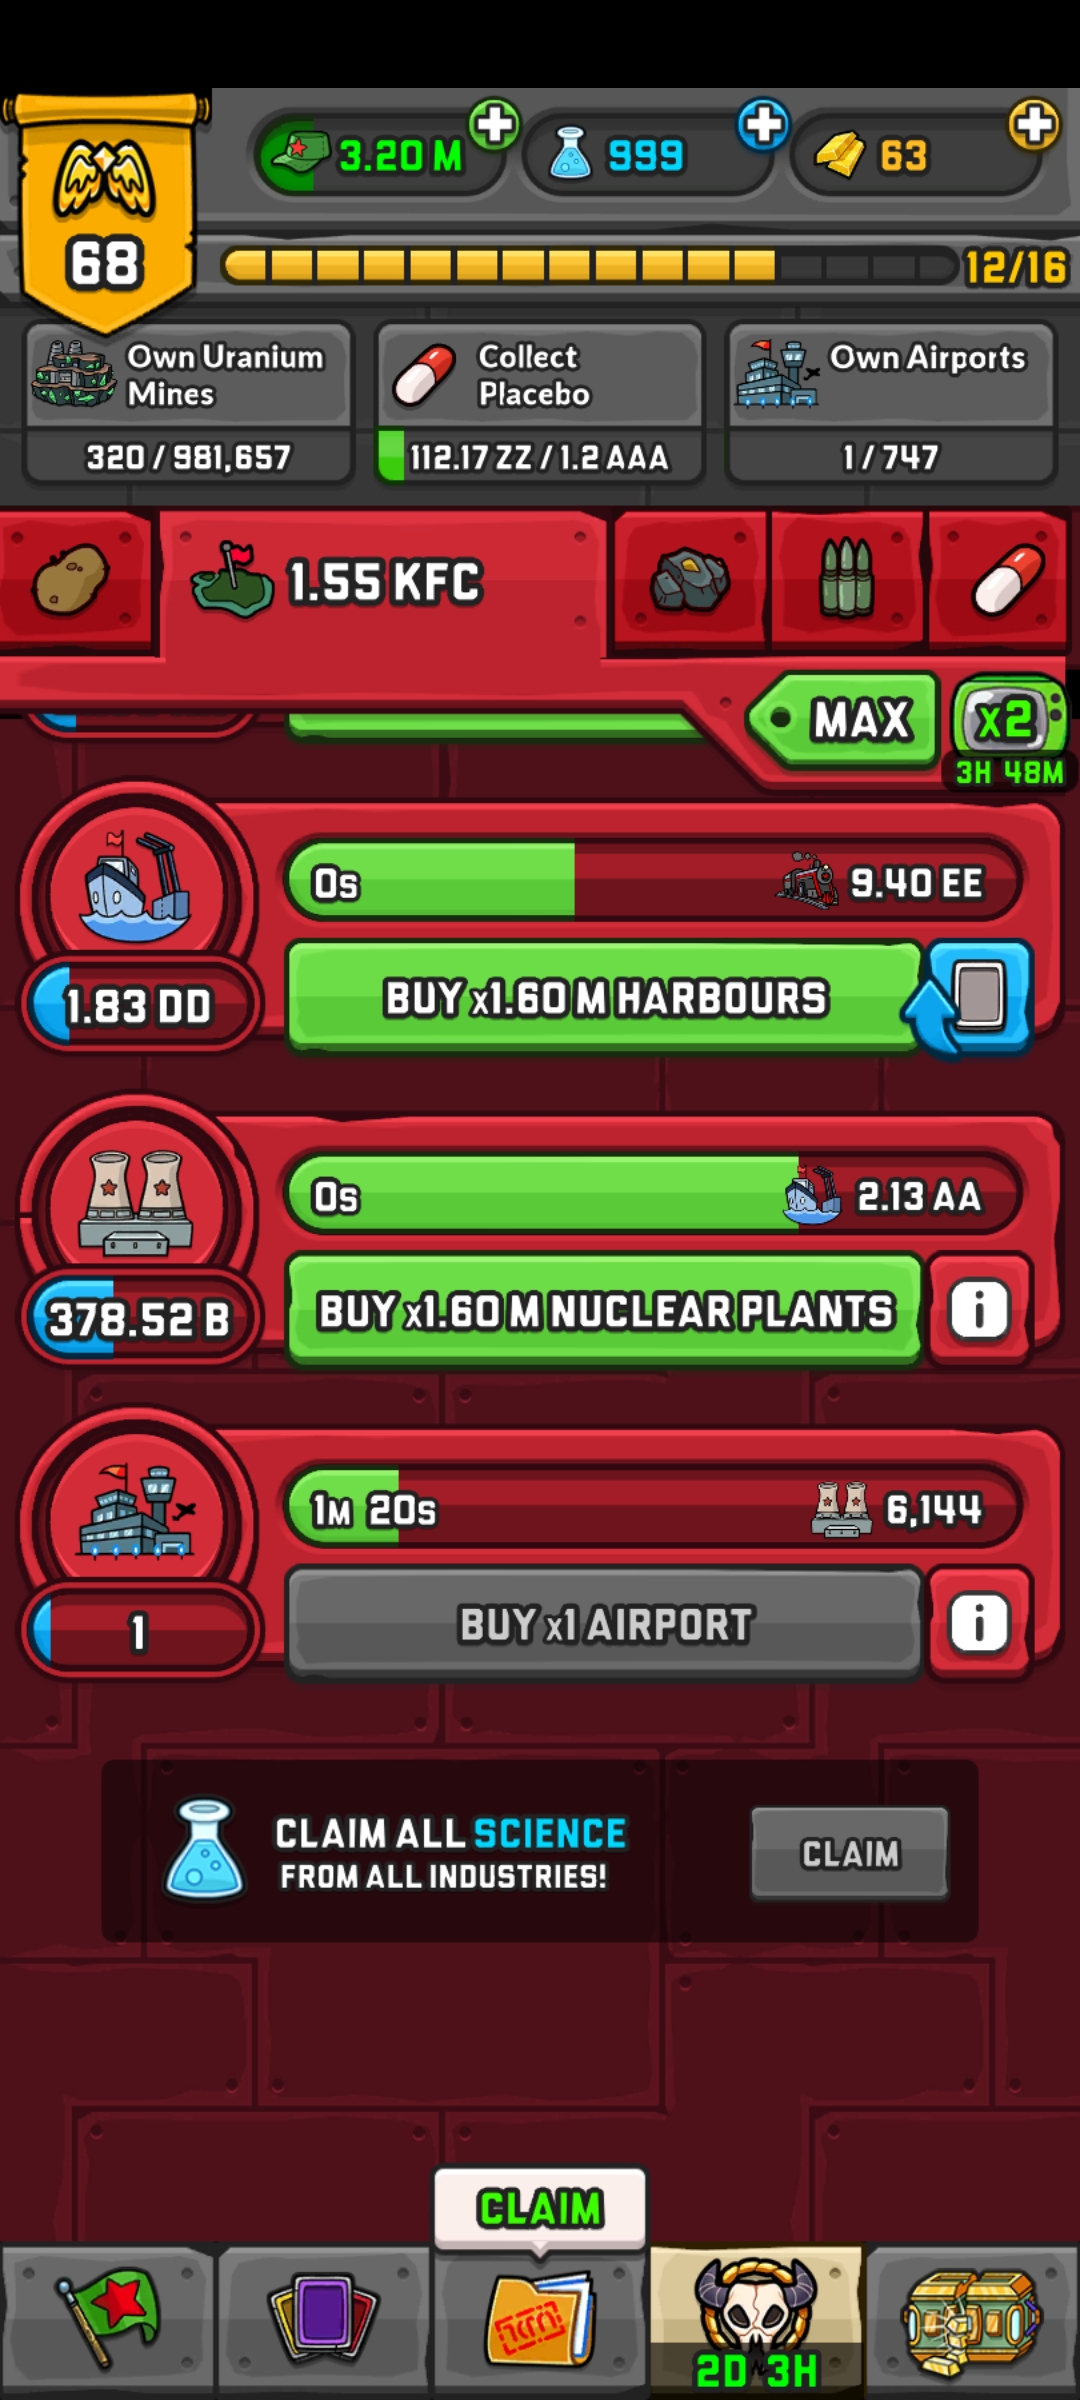 3.20 M
999
63
68
12/16
Own Uranium
Mines
320 / 981,657
Collect
Placebo
112.17 ZZ / 1.2 AAA
Own Airports
1 / 747
1.55 KFC
MAX
x2
3H 48M
0s
9.40 EE
1.83 DD
BUY x1.60 M HARBOURS
0s
2.13 AA
378.52 B
BUY x1.60 M NUCLEAR PLANTS
i
1M 20s
6,144
1
BUY x1 AIRPORT
i
CLAIM ALL SCIENCE
FROM ALL INDUSTRIES!
CLAIM
CLAIM
2D 3H